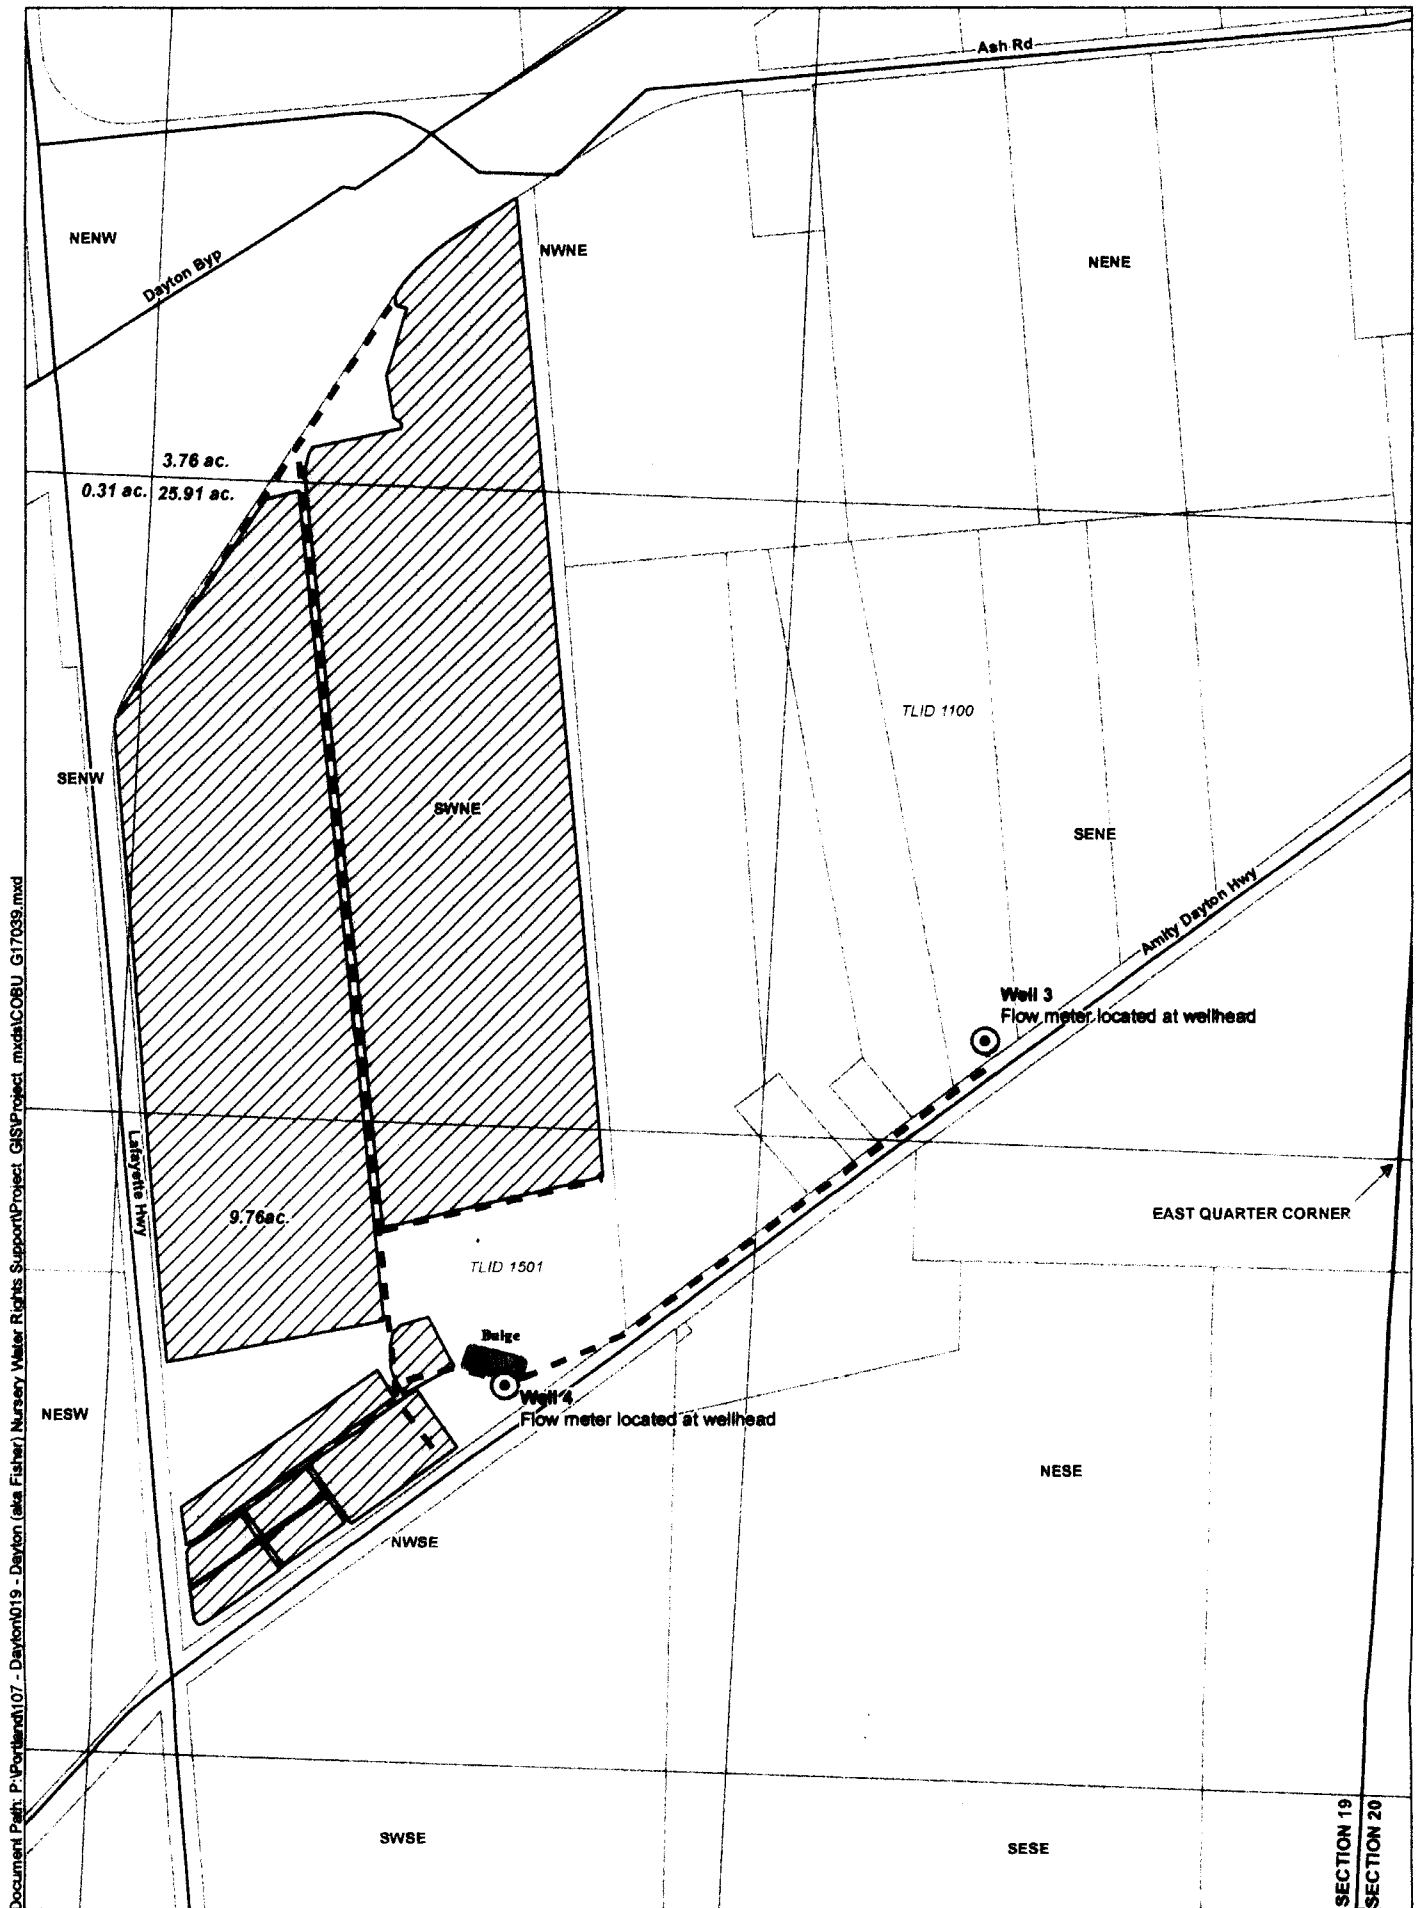 Ash Rd
NENW
NWNE
Dayton Byp
NENE
3.76 ac.
0.31 ac. 25.91 ac.
TLID 1100
SENW
SWNE
SENE
Amity Dayton Hwy
Well 3
Flow meter located at wellhead
Lafayette Hwy
9.76ac.
EAST QUARTER CORNER
TLID 1501
Bulge
Well 4
Flow meter located at wellhead
NESW
NESE
NWSE
SWSE
SESE
SECTION 19
SECTION 20
Document Path: P:\Portland\107 - Dayton\019 - Dayton (aka Fisher) Nursery Water Rights Support\Project_GIS\Project_mxds\COBU_G17039.mxd